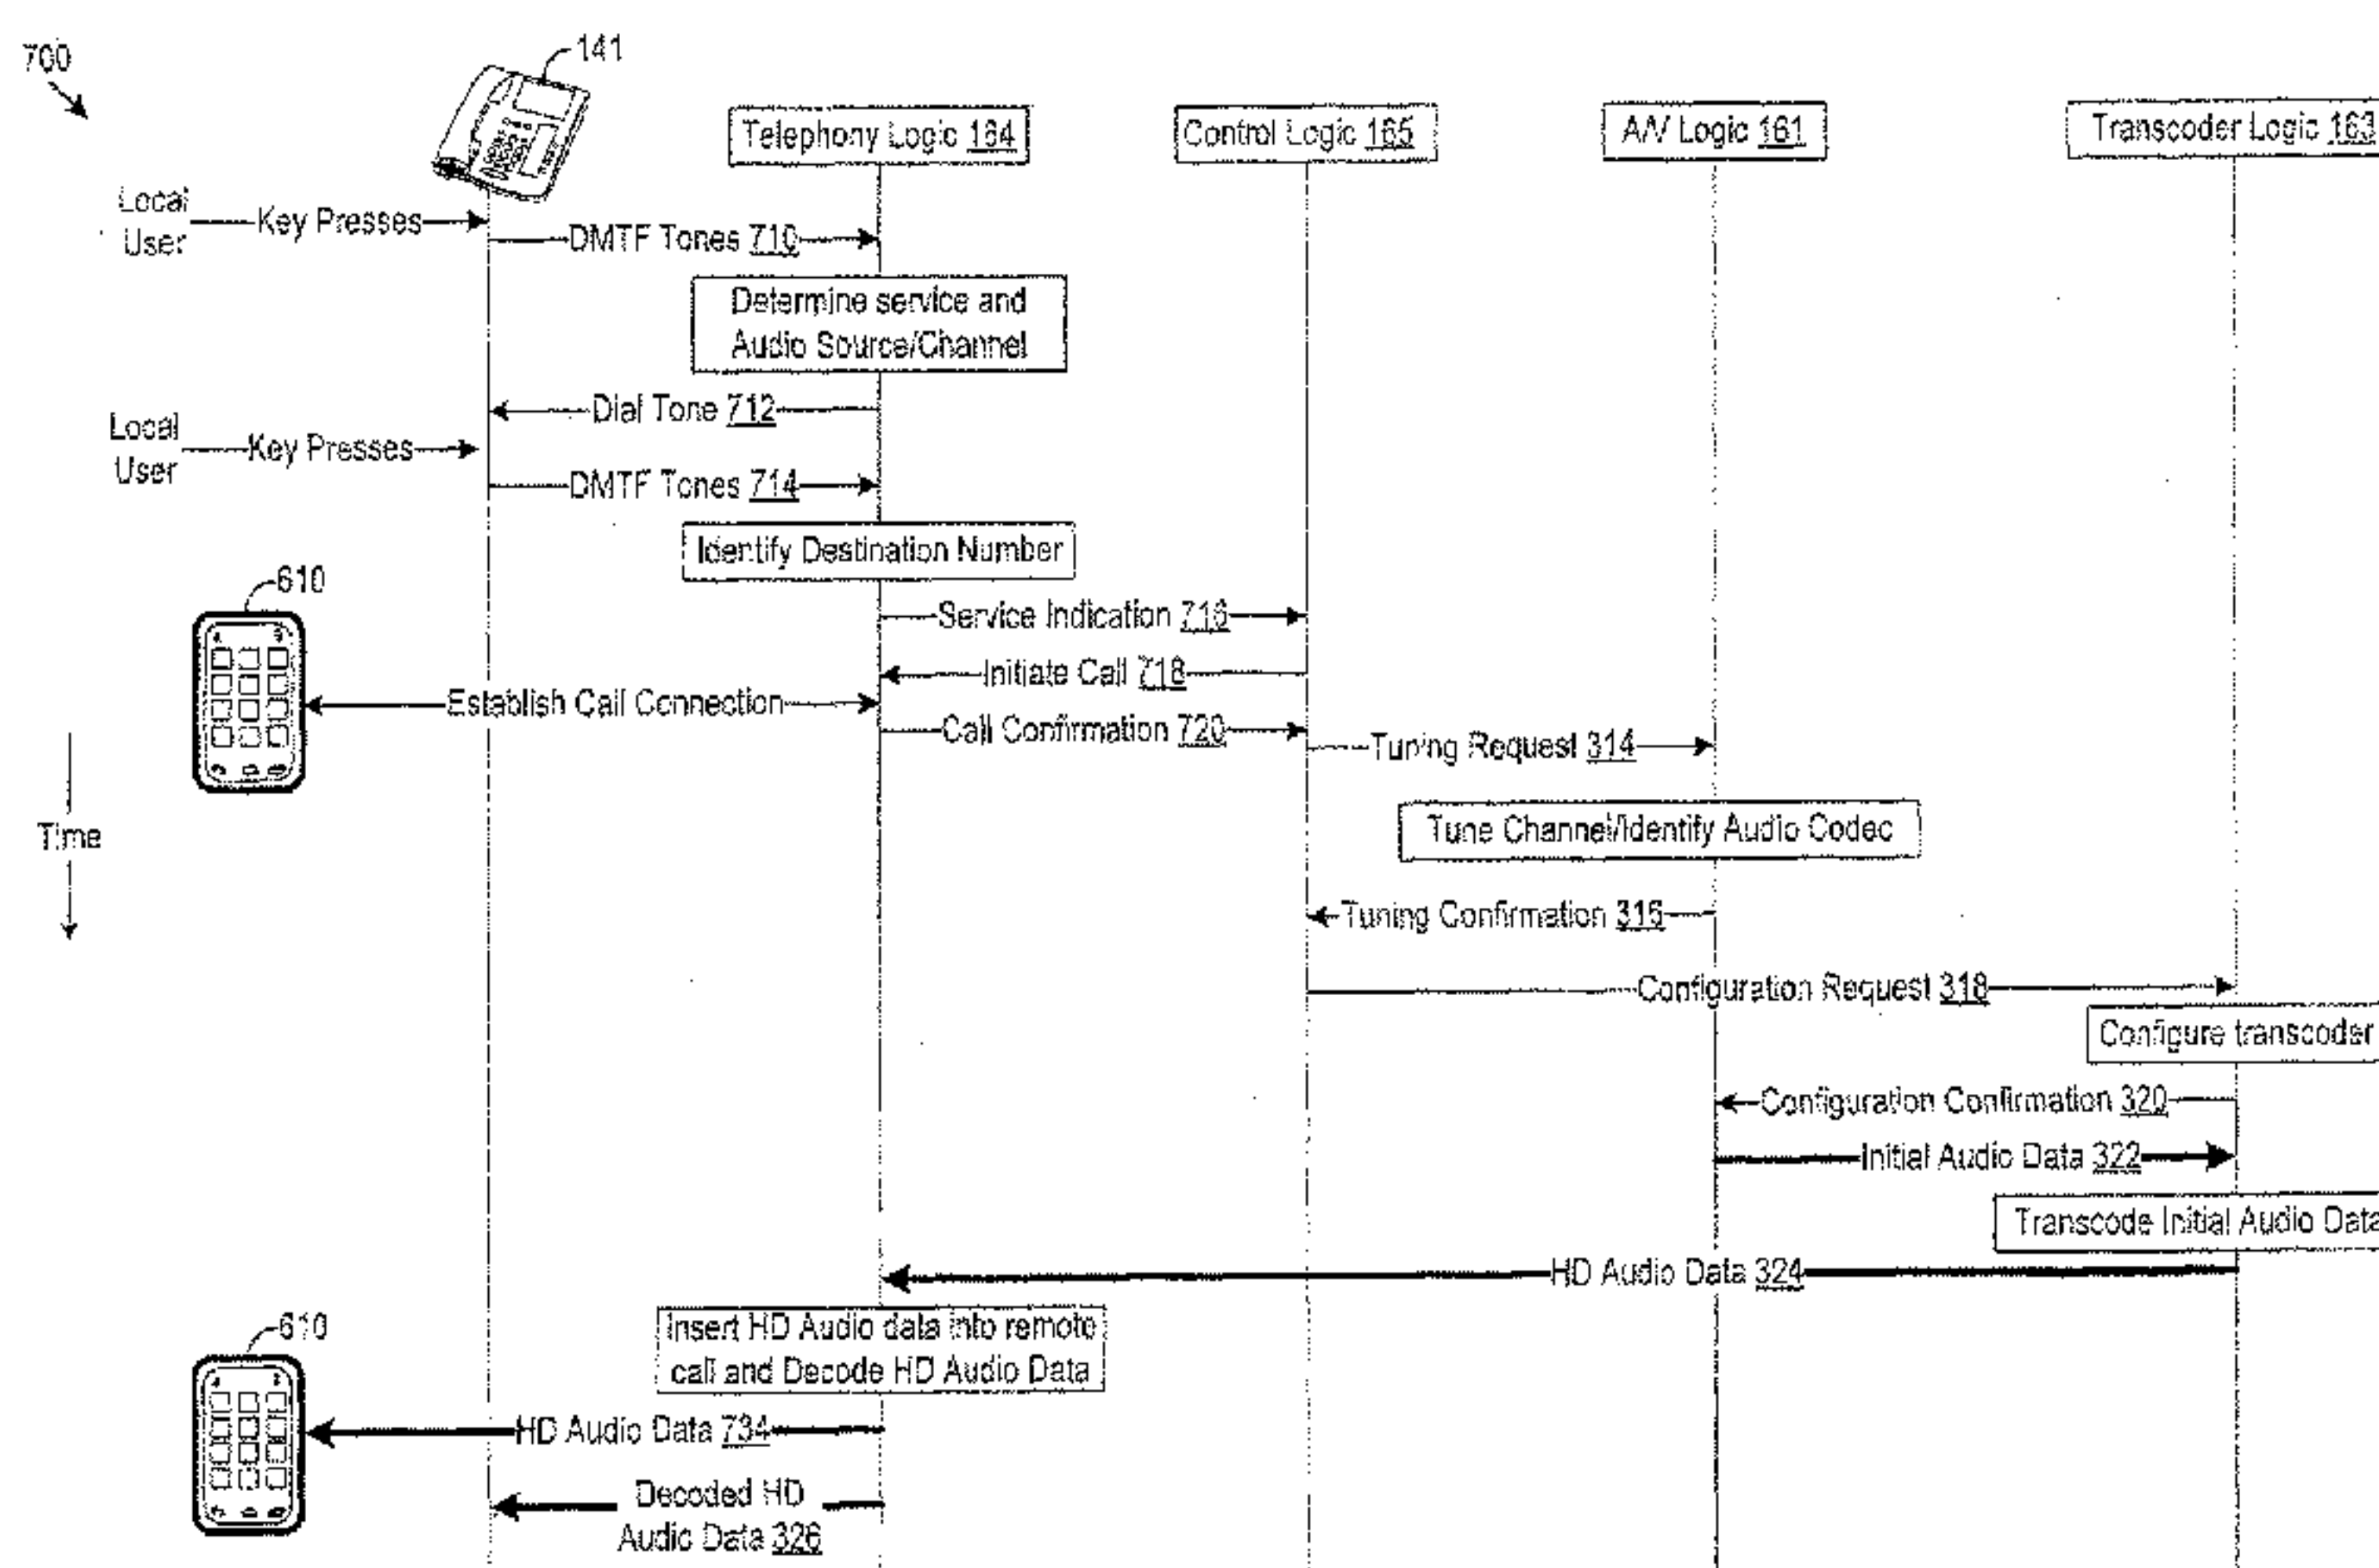 700
141
Telephony Logic 164
Control Logic 165
A/V Logic 161
Transcoder Logic 163
Local
User
Key Presses
DMTF Tones 710
Determine service and
Audio Source/Channel
Dial Tone 712
Local
User
Key Presses
DMTF Tones 714
Identify Destination Number
610
Service Indication 716
Initiate Call 718
Establish Call Connection
Call Confirmation 720
Tuning Request 314
Time
Tune Channel/Identify Audio Codec
Tuning Confirmation 316
Configuration Request 318
Configure transcoder
Configuration Confirmation 320
Initial Audio Data 322
Transcode Initial Audio Data
HD Audio Data 324
610
Insert HD Audio data into remote
call and Decode HD Audio Data
HD Audio Data 734
Decoded HD
Audio Data 326